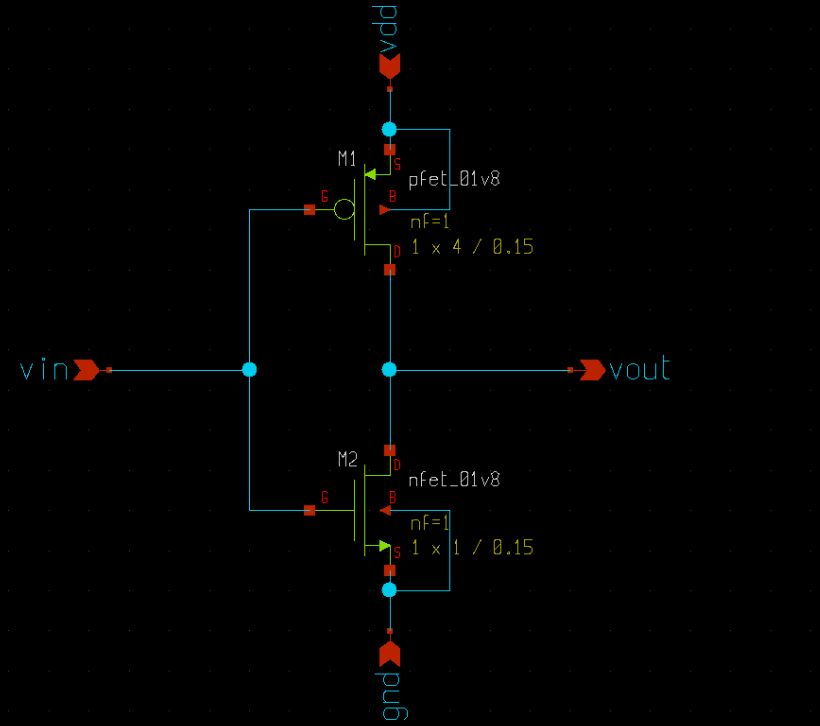 vdd
M1
S
pfet_01v8
G
B
nf=1
D
1 x 4 / 0.15
vin
vout
M2
D
nfet_01v8
G
B
nf=1
S
1 x 1 / 0.15
gnd